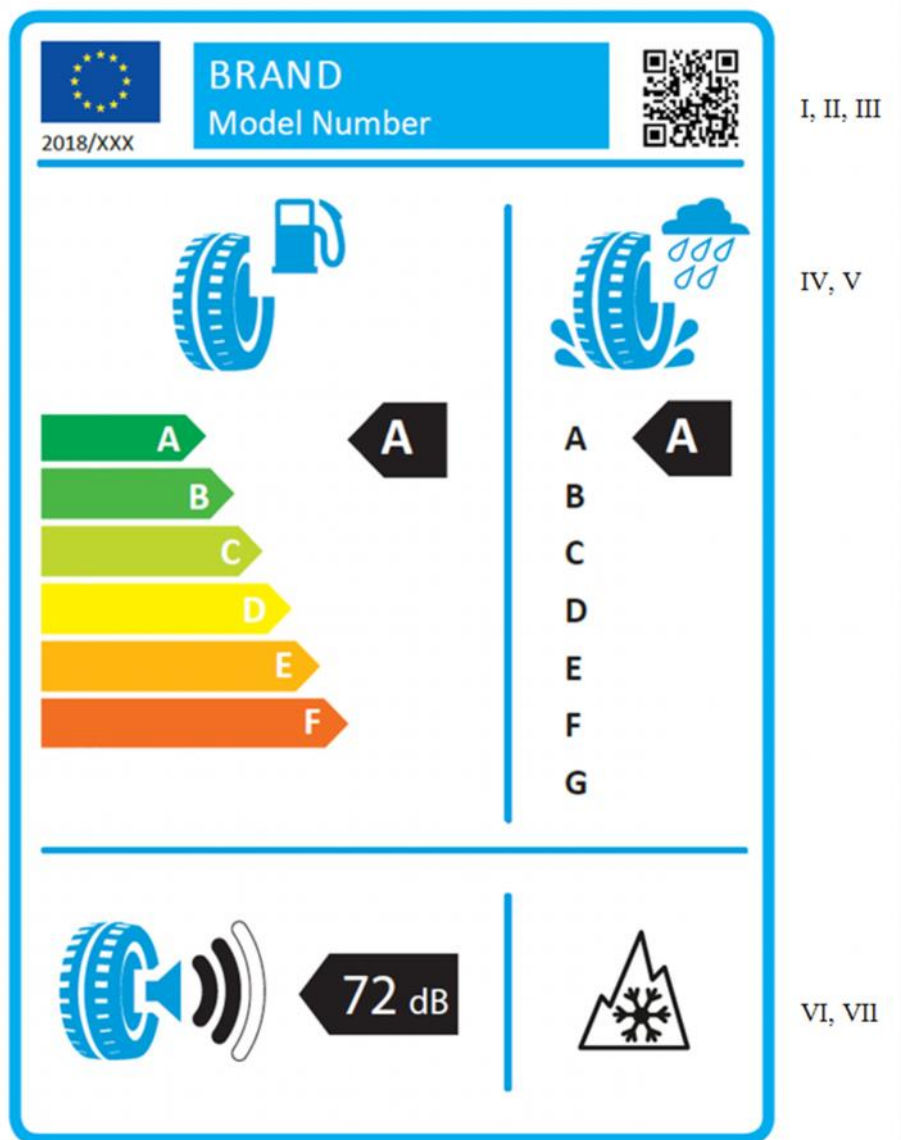 BRAND
Model Number
2018/XXX
I, II, III
IV, V
A
B
C
D
E
F
A
A
B
C
D
E
F
G
A
72 dB
VI, VII